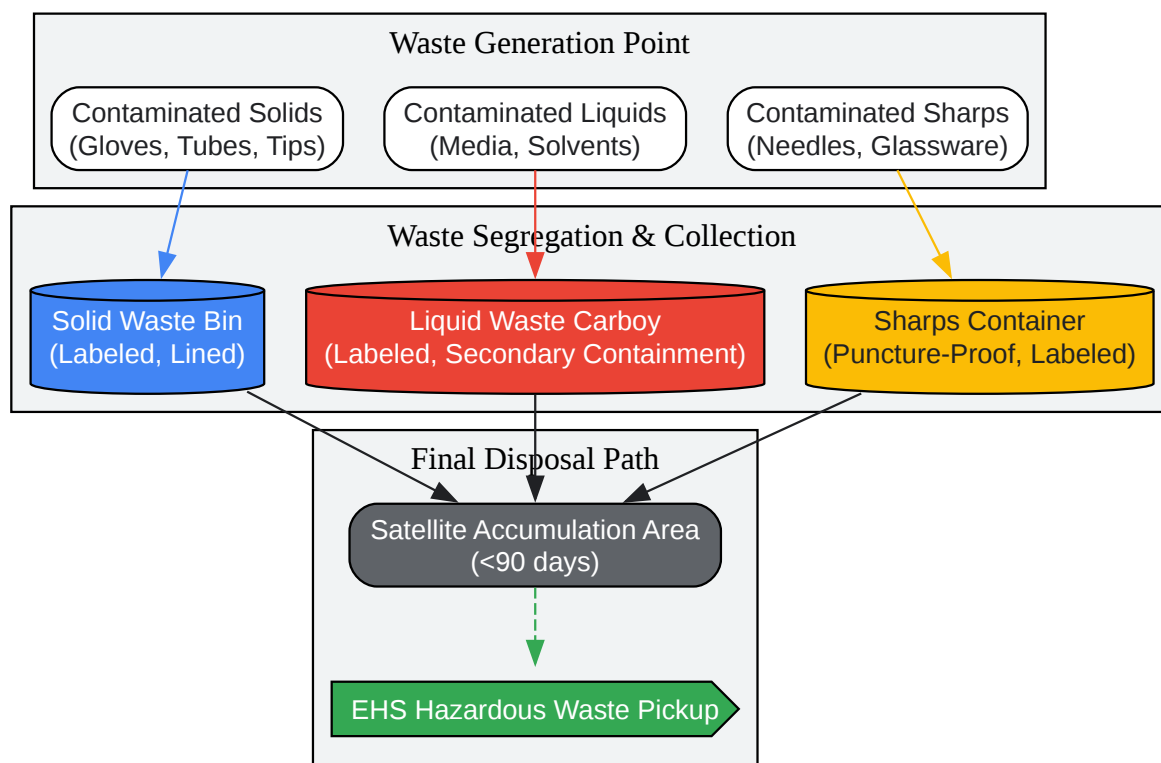 Waste Generation Point
Contaminated Solids
(Gloves, Tubes, Tips)
Contaminated Liquids
(Media, Solvents)
Contaminated Sharps
(Needles, Glassware)
Waste Segregation & Collection
Solid Waste Bin
(Labeled, Lined)
Liquid Waste Carboy
(Labeled, Secondary Containment)
Sharps Container
(Puncture-Proof, Labeled)
Final Disposal Path
Satellite Accumulation Area
(<90 days)
EHS Hazardous Waste Pickup